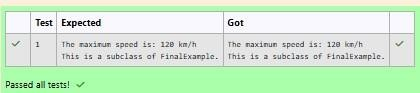 Test Expected Got
1 The maximum speed is: 120 km/h The maximum speed is: 120 km/h
This is a subclass of FinalExample. This is a subclass of FinalExample.
Passed all tests!